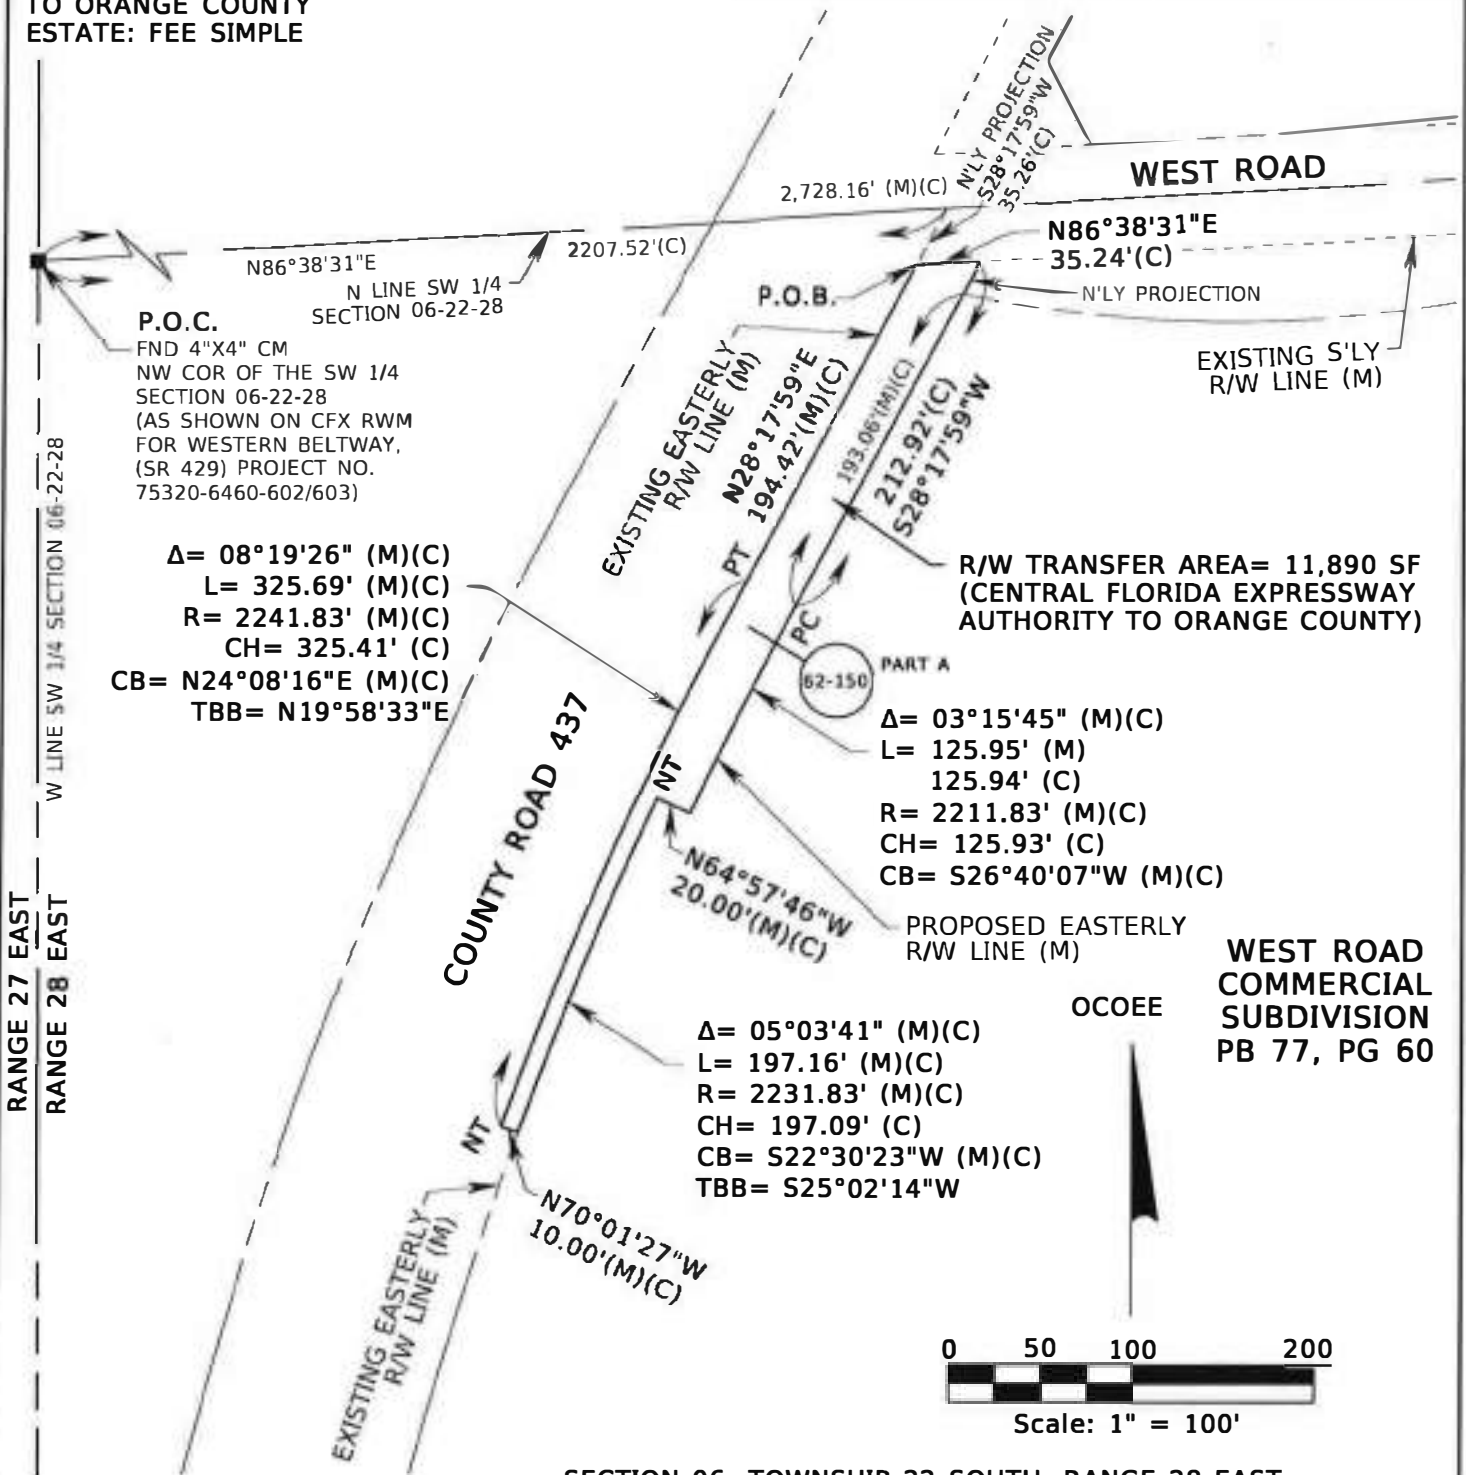 TO ORANGE COUNTY
ESTATE: FEE SIMPLE
N'LY PROJECTION
S28°17'59"W
35.26'(C)
WEST ROAD
2,728.16' (M)(C)
N86°38'31"E
35.24'(C)
2207.52'(C)
N86°38'31"E
N LINE SW 1/4
SECTION 06-22-28
P.O.B.
N'LY PROJECTION
P.O.C.
FND 4"X4" CM
NW COR OF THE SW 1/4
SECTION 06-22-28
(AS SHOWN ON CFX RWM
FOR WESTERN BELTWAY,
(SR 429) PROJECT NO.
75320-6460-602/603)
EXISTING S'LY
R/W LINE (M)
EXISTING EASTERLY
R/W LINE (M)
N28°17'59"E
194.42'(M)(C)
193.06'(M)(C)
212.92'(C)
S28°17'59"W
W LINE SW 1/4 SECTION 06-22-28
Δ= 08°19'26" (M)(C)
L= 325.69' (M)(C)
R= 2241.83' (M)(C)
CH= 325.41' (C)
CB= N24°08'16"E (M)(C)
TBB= N19°58'33"E
PT
R/W TRANSFER AREA= 11,890 SF
(CENTRAL FLORIDA EXPRESSWAY
AUTHORITY TO ORANGE COUNTY)
PC
62-150
PART A
Δ= 03°15'45" (M)(C)
L= 125.95' (M)
125.94' (C)
R= 2211.83' (M)(C)
CH= 125.93' (C)
CB= S26°40'07"W (M)(C)
COUNTY ROAD 437
NT
N64°57'46"W
20.00'(M)(C)
PROPOSED EASTERLY
R/W LINE (M)
RANGE 27 EAST
RANGE 28 EAST
WEST ROAD
COMMERCIAL
SUBDIVISION
PB 77, PG 60
OCOEE
Δ= 05°03'41" (M)(C)
L= 197.16' (M)(C)
R= 2231.83' (M)(C)
CH= 197.09' (C)
CB= S22°30'23"W (M)(C)
TBB= S25°02'14"W
NT
N70°01'27"W
10.00'(M)(C)
EXISTING EASTERLY
R/W LINE (M)
0 50 100 200
Scale: 1" = 100'
SECTION 06, TOWNSHIP 22 SOUTH, RANGE 28 EAST